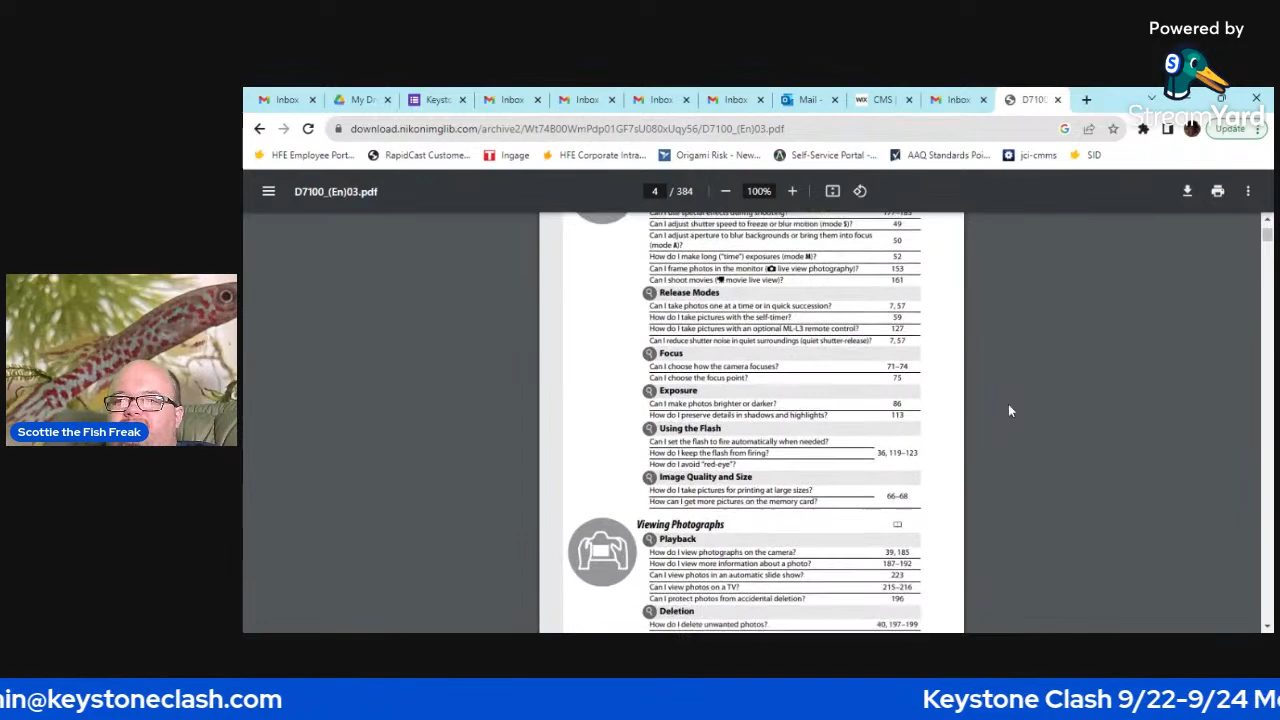 Powered by
StreamYard
Inbox
My Dr
Keysto
Inbox
Inbox
Inbox
Inbox
Mail -
CMS |
Inbox
D7100
download.nikonimglib.com/archive2/Wt74B00WmPdp01GF7sU080xUqy56/D7100_(En)03.pdf
Update
HFE Employee Port...
RapidCast Custome...
Ingage
HFE Corporate Intra...
Origami Risk - New...
Self-Service Portal -...
AAQ Standards Poi...
jci-cmms
SID
D7100_(En)03.pdf
4 / 384
100%
Can I use special effects during shooting? 177–183
Can I adjust shutter speed to freeze or blur motion (mode S)? 49
Can I adjust aperture to blur backgrounds or bring them into focus
(mode A)? 50
How do I make long ("time") exposures (mode M)? 52
Can I frame photos in the monitor (live view photography)? 153
Can I shoot movies (movie live view)? 161
Release Modes
Can I take photos one at a time or in quick succession? 7, 57
How do I take pictures with the self-timer? 59
How do I take pictures with an optional ML-L3 remote control? 127
Can I reduce shutter noise in quiet surroundings (quiet shutter-release)? 7, 57
Focus
Can I choose how the camera focuses? 71–74
Can I choose the focus point? 75
Exposure
Can I make photos brighter or darker? 86
How do I preserve details in shadows and highlights? 113
Using the Flash
Can I set the flash to fire automatically when needed?
How do I keep the flash from firing? 36, 119–123
How do I avoid "red-eye"?
Image Quality and Size
How do I take pictures for printing at large sizes?
66–68
How can I get more pictures on the memory card?
Viewing Photographs
Playback
How do I view photographs on the camera? 39, 185
How do I view more information about a photo? 187–192
Can I view photos in an automatic slide show? 223
Can I view photos on a TV? 215–216
Can I protect photos from accidental deletion? 196
Deletion
How do I delete unwanted photos? 40, 197–199
Scottie the Fish Freak
nin@keystoneclash.com
Keystone Clash 9/22-9/24 Mo